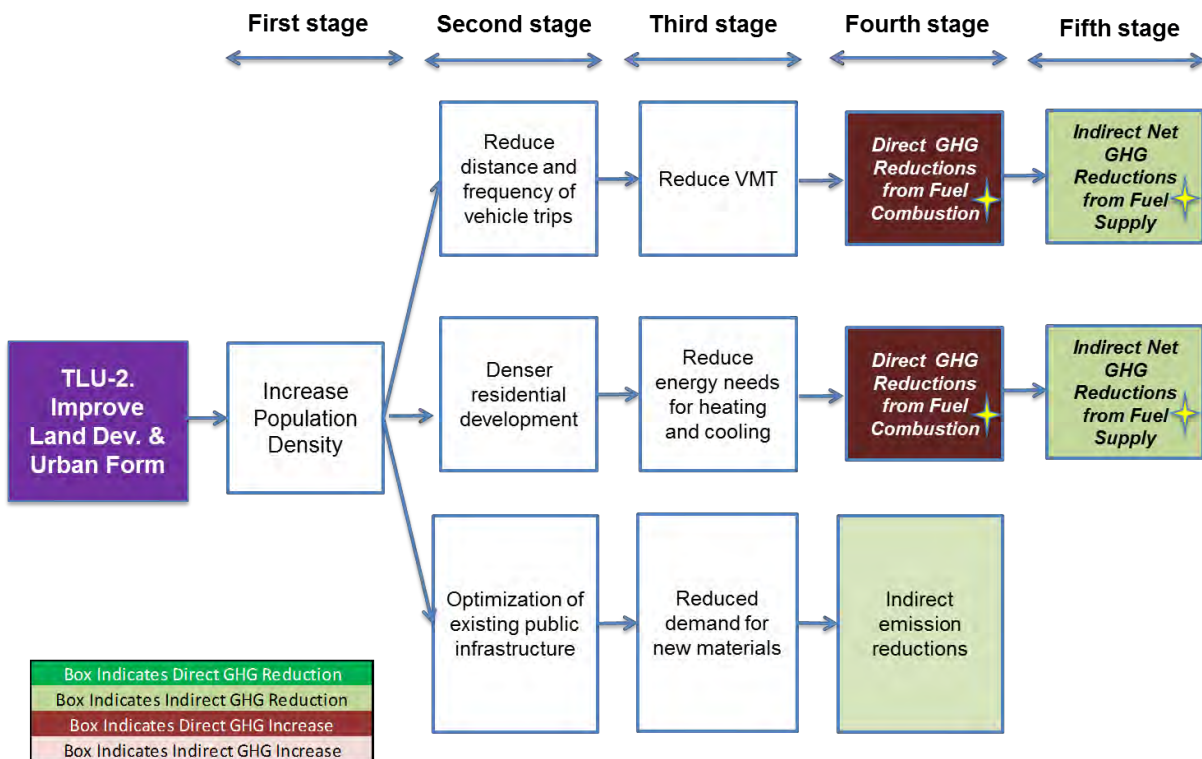 First stage
Second stage
Third stage
Fourth stage
Fifth stage
Reduce
distance and
frequency of
vehicle trips
Reduce VMT
Direct GHG
Reductions
from Fuel
Combustion
Indirect Net
GHG
Reductions
from Fuel
Supply
TLU-2.
Improve
Land Dev. &
Urban Form
Increase
Population
Density
Denser
residential
development
Reduce
energy needs
for heating
and cooling
Direct GHG
Reductions
from Fuel
Combustion
Indirect Net
GHG
Reductions
from Fuel
Supply
Optimization of
existing public
infrastructure
Reduced
demand for
new materials
Indirect
emission
reductions
Box Indicates Direct GHG Reduction
Box Indicates Indirect GHG Reduction
Box Indicates Direct GHG Increase
Box Indicates Indirect GHG Increase